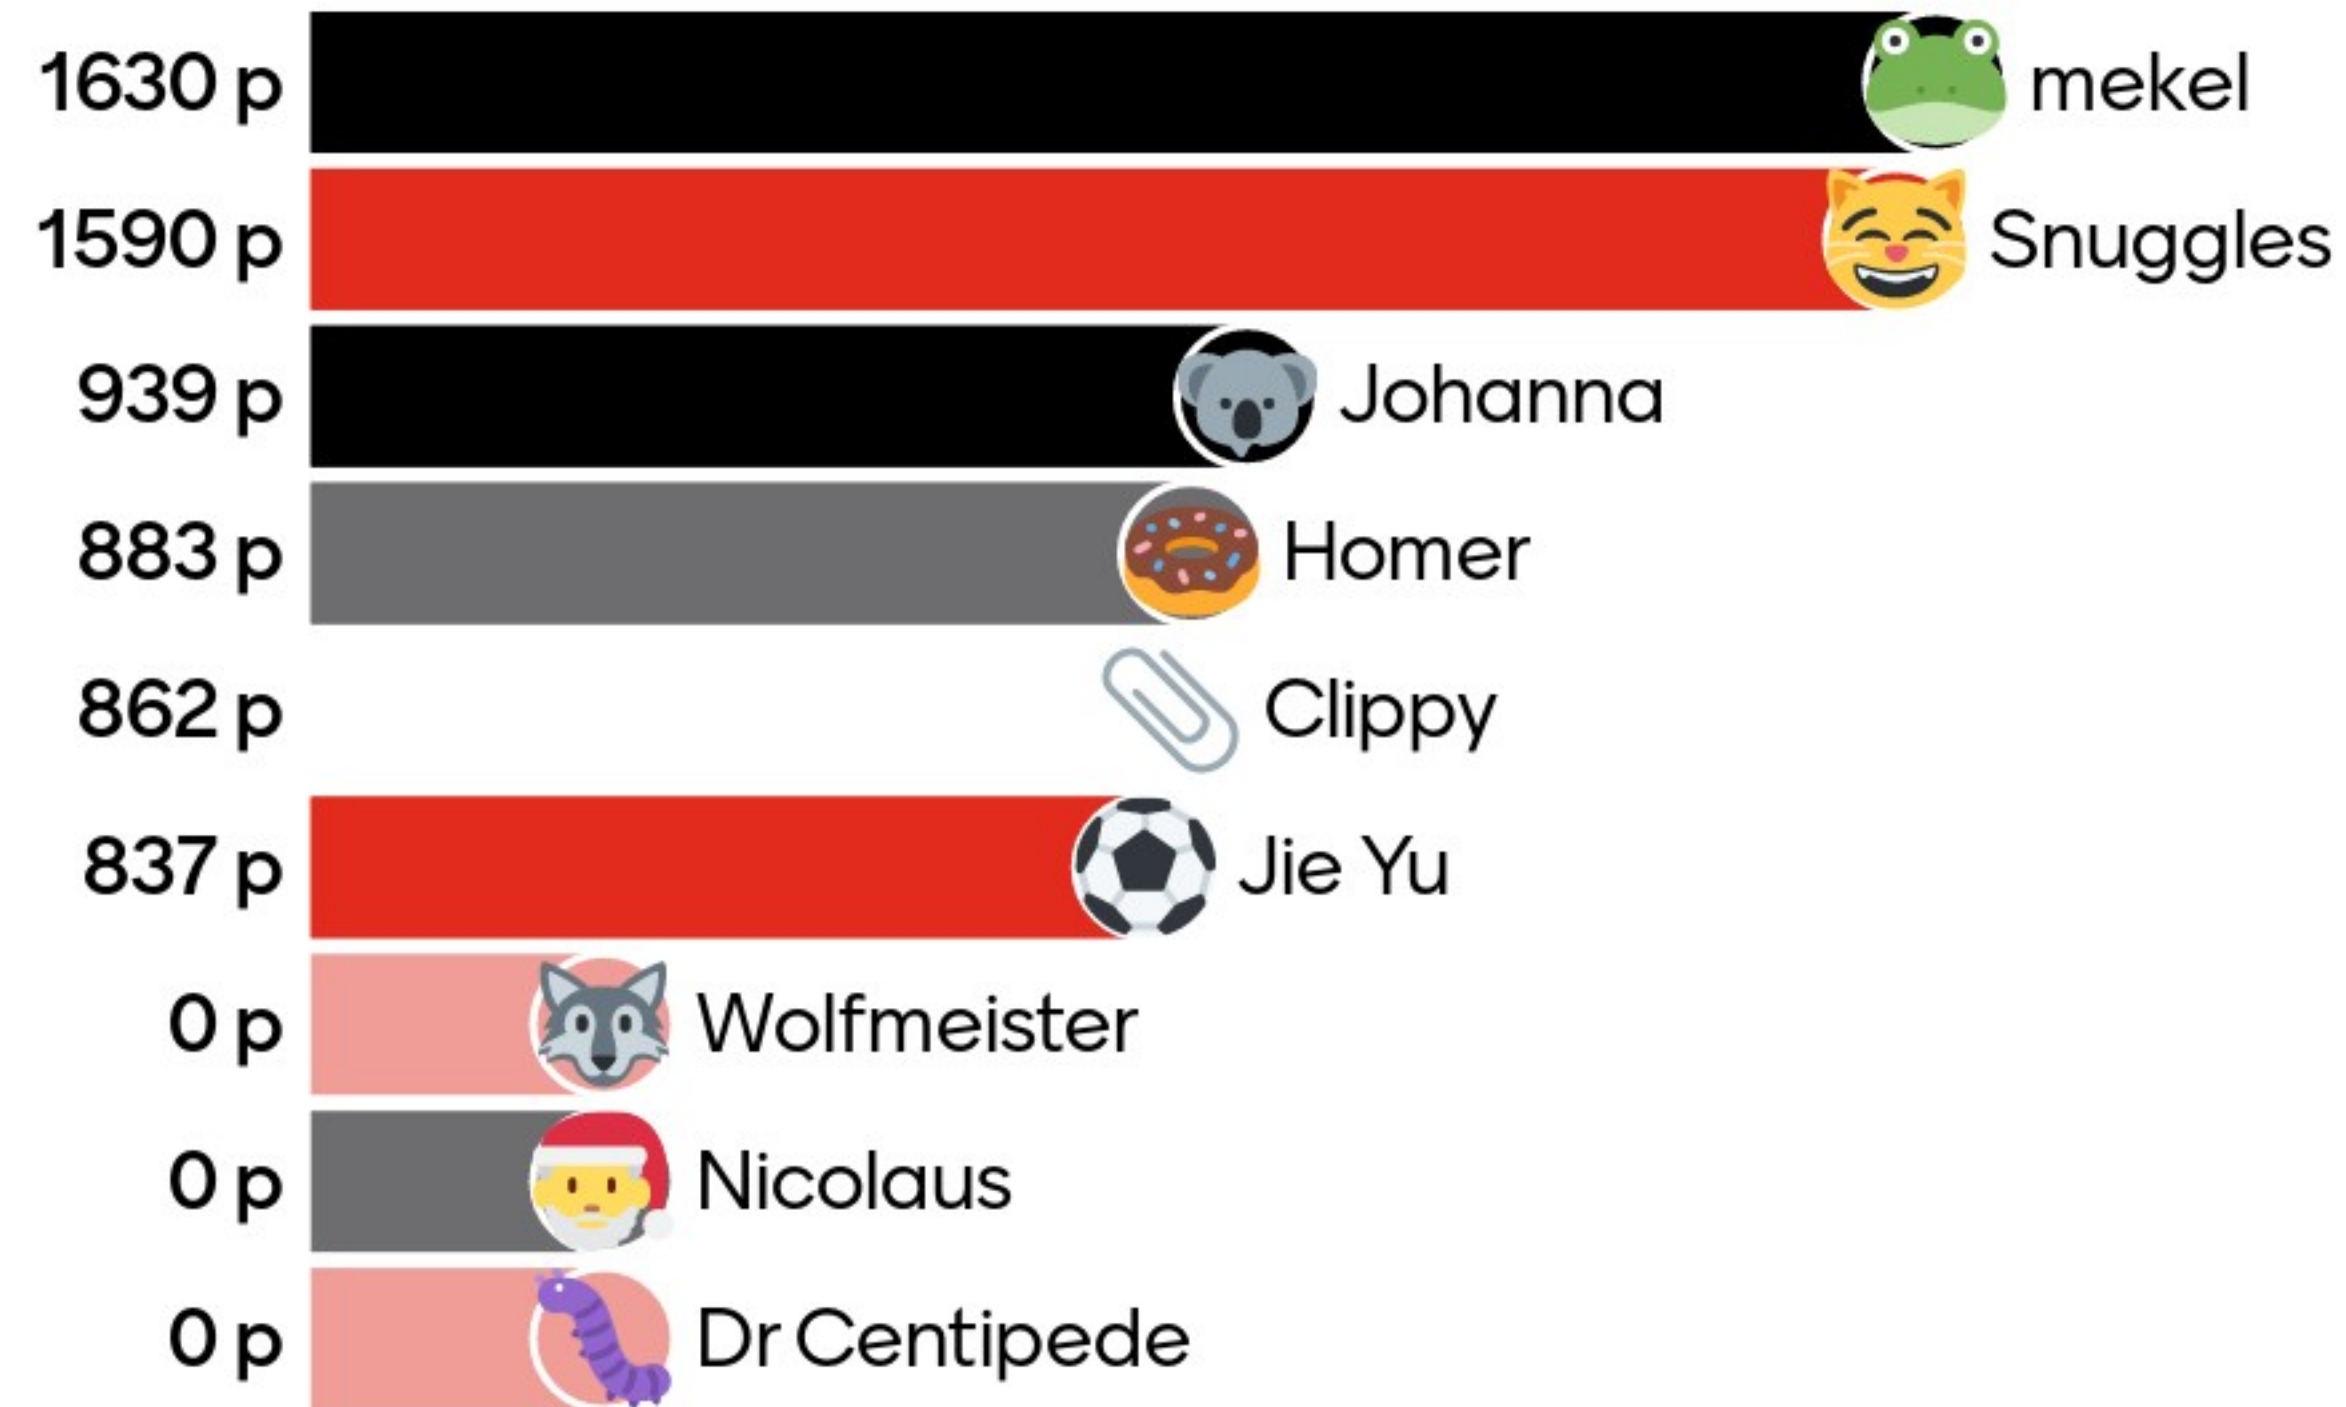 1630 p mekel
1590 p Snuggles
939 p Johanna
883 p Homer
862 p Clippy
837 p Jie Yu
0 p Wolfmeister
0 p Nicolaus
0 p Dr Centipede